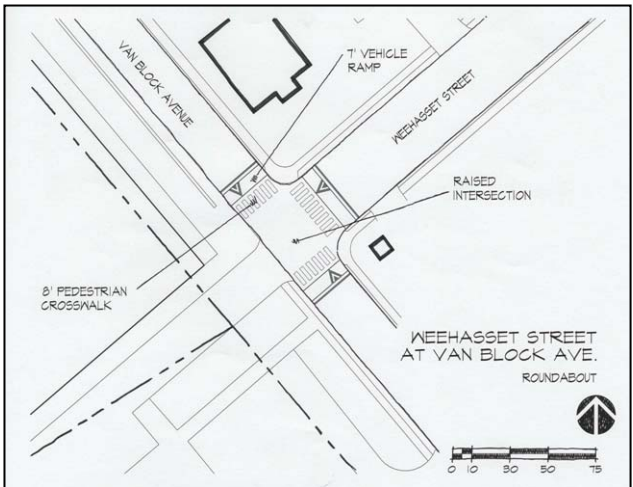 7' VEHICLE
RAMP
VAN BLOCK AVENUE
WEEHASSET STREET
RAISED
INTERSECTION
8' PEDESTRIAN
CROSSWALK
WEEHASSET STREET
AT VAN BLOCK AVE.
ROUNDABOUT
0 10 30 50 75